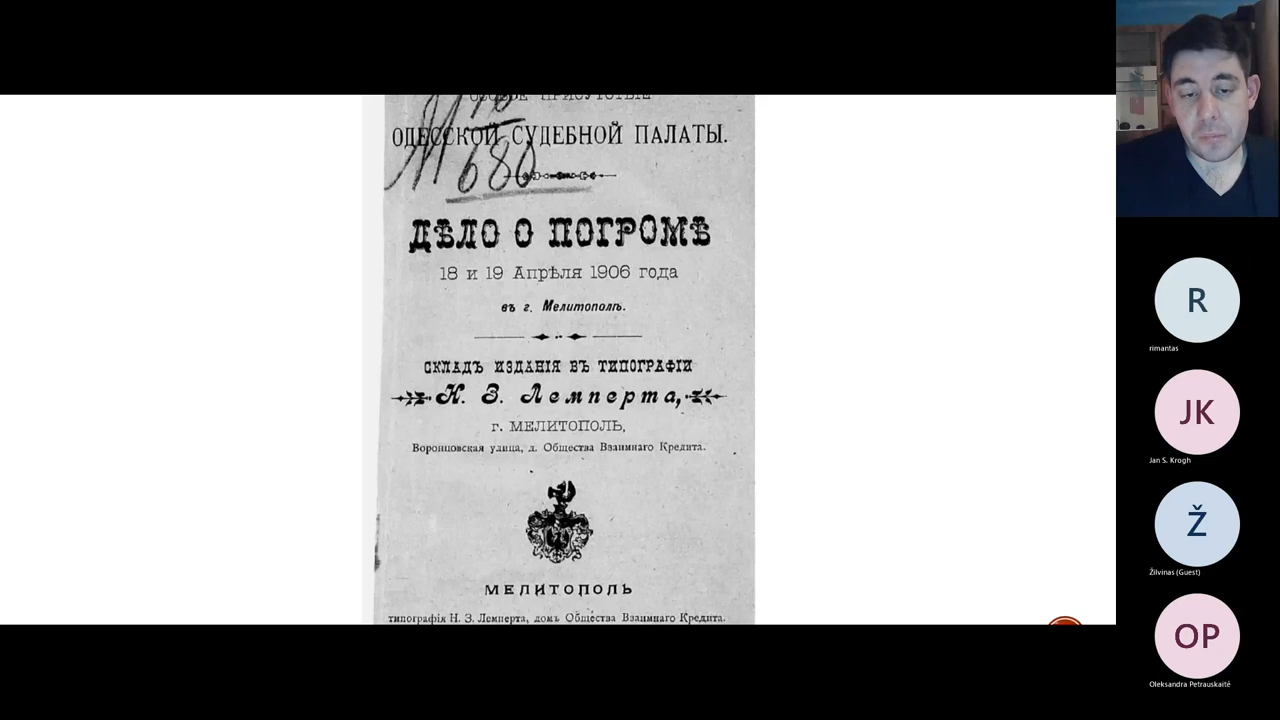 ОСОБОЕ ПРИСУТСТВІЕ
ОДЕССКОЙ СУДЕБНОЙ ПАЛАТЫ.
680
ДѢЛО О ПОГРОМѢ
18 и 19 Апрѣля 1906 года
въ г. Мелитополѣ.
СКЛАДЪ ИЗДАНІЯ ВЪ ТИПОГРАФІИ
Н. З. Лемперта,
г. МЕЛИТОПОЛЬ,
Воронцовская улица, д. Общества Взаимнаго Кредита.
МЕЛИТОПОЛЬ
типографія Н. З. Лемперта, домъ Общества Взаимнаго Кредита.
R
rimantas
JK
Jan S. Krogh
Ž
Žilvinas (Guest)
OP
Oleksandra Petrauskaitė